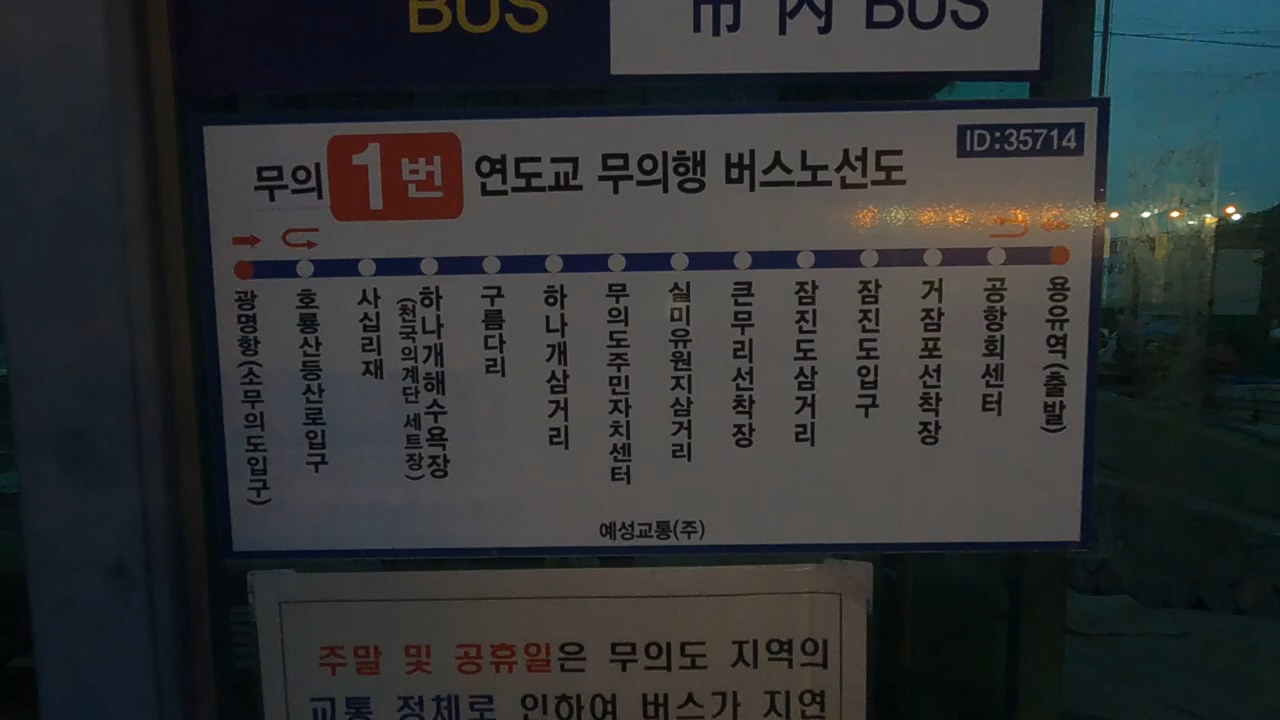 BUS
市内 BUS
ID:35714
무의 1번 연도교 무의행 버스노선도
광명항(소무의도입구)
호룡산등산로입구
사십리재
하나개해수욕장
(천국의계단 세트장)
구름다리
하나개삼거리
무의도주민자치센터
실미유원지삼거리
큰무리선착장
잠진도삼거리
잠진도입구
거잠포선착장
공항회센터
용유역(출발)
예성교통(주)
주말 및 공휴일은 무의도 지역의
교통 정체로 인하여 버스가 지연